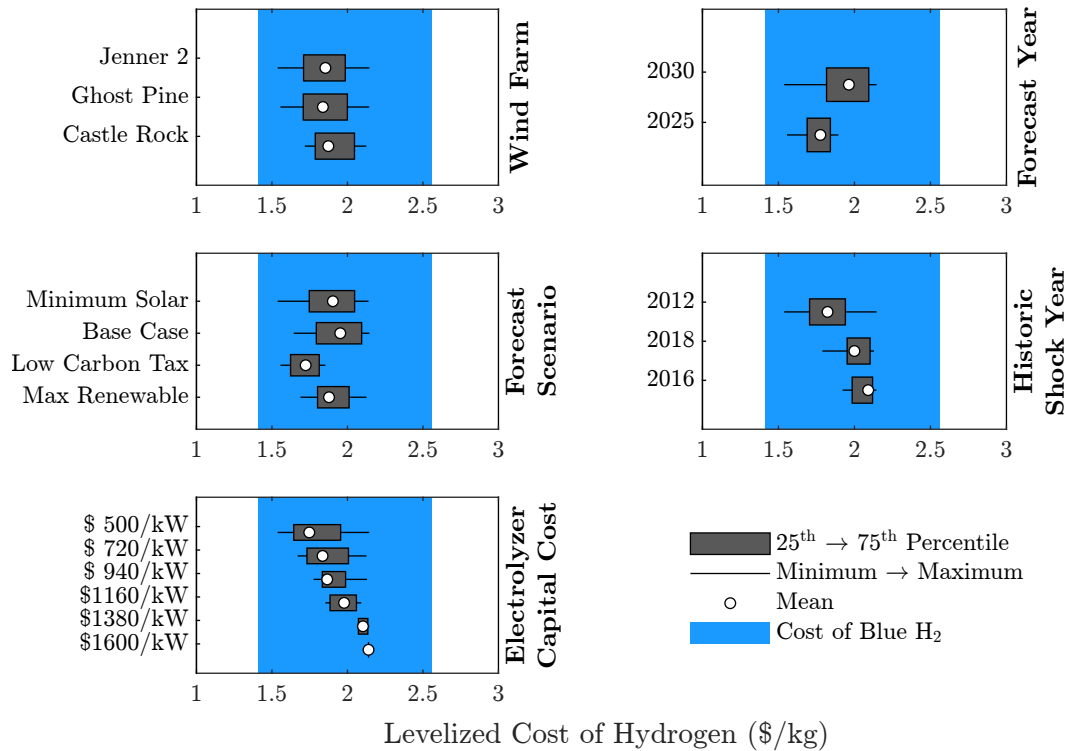 Jenner 2
Ghost Pine
Castle Rock
1 1.5 2 2.5 3
Wind Farm
2030
2025
1 1.5 2 2.5 3
Forecast Year
Minimum Solar
Base Case
Low Carbon Tax
Max Renewable
1 1.5 2 2.5 3
Forecast
Scenario
2012
2018
2016
1 1.5 2 2.5 3
Historic
Shock Year
$ 500/kW
$ 720/kW
$ 940/kW
$1160/kW
$1380/kW
$1600/kW
1 1.5 2 2.5 3
Electrolyzer
Capital Cost
25th → 75th Percentile
Minimum → Maximum
Mean
Cost of Blue H2
Levelized Cost of Hydrogen ($/kg)